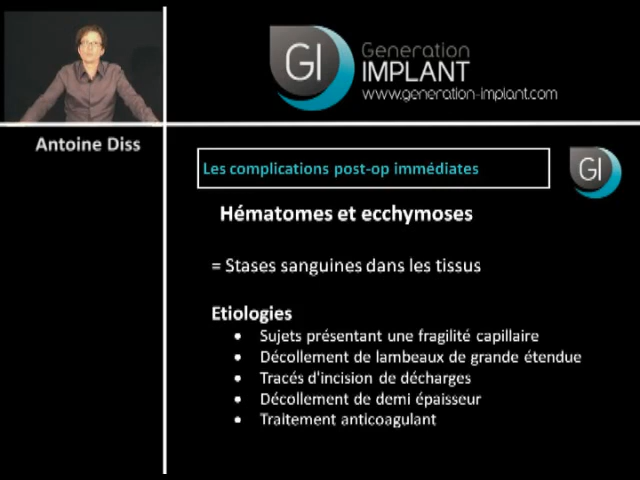 GI
Generation
IMPLANT
www.generation-implant.com
Antoine Diss
Les complications post-op immédiates
GI
Hématomes et ecchymoses
= Stases sanguines dans les tissus
Etiologies
• Sujets présentant une fragilité capillaire
• Décollement de lambeaux de grande étendue
• Tracés d'incision de décharges
• Décollement de demi épaisseur
• Traitement anticoagulant